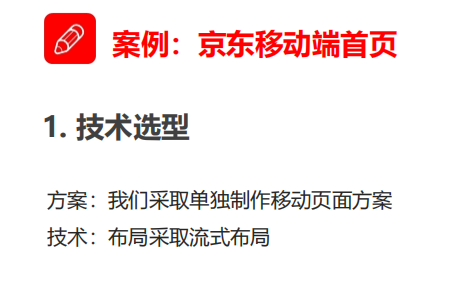 案例：京东移动端首页
1. 技术选型
方案：我们采取单独制作移动页面方案
技术：布局采取流式布局